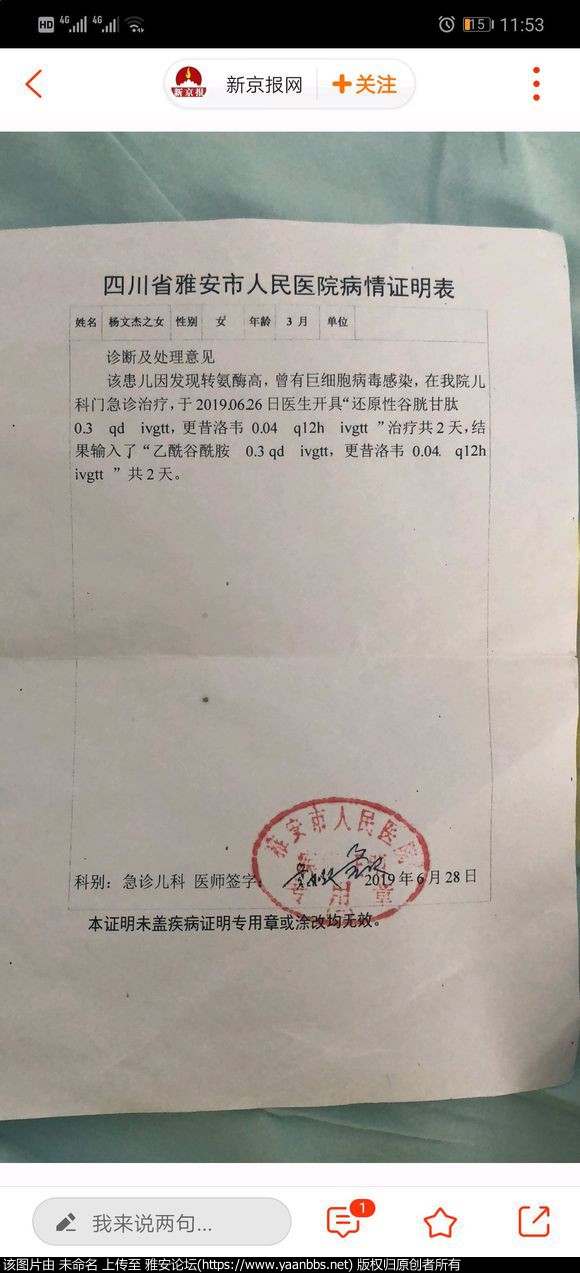 HD 4G 4G 15 11:53
新京报 新京报网 +关注
四川省雅安市人民医院病情证明表
姓名 杨文杰之女 性别 女 年龄 3月 单位
诊断及处理意见
该患儿因发现转氨酶高，曾有巨细胞病毒感染，在我院儿
科门急诊治疗，于2019.06.26日医生开具“还原性谷胱甘肽
0.3 qd ivgtt, 更昔洛韦 0.04 q12h ivgtt ”治疗共2天，结
果输入了“乙酰谷酰胺 0.3 qd ivgtt, 更昔洛韦 0.04. q12h
ivgtt ” 共2天。
雅安市人民医院
科别：急诊儿科 医师签字： 2019年6月28日
专用章
本证明未盖疾病证明专用章或涂改均无效。
我来说两句... 1
该图片由 未命名 上传至 雅安论坛(https://www.yaanbbs.net) 版权归原创者所有